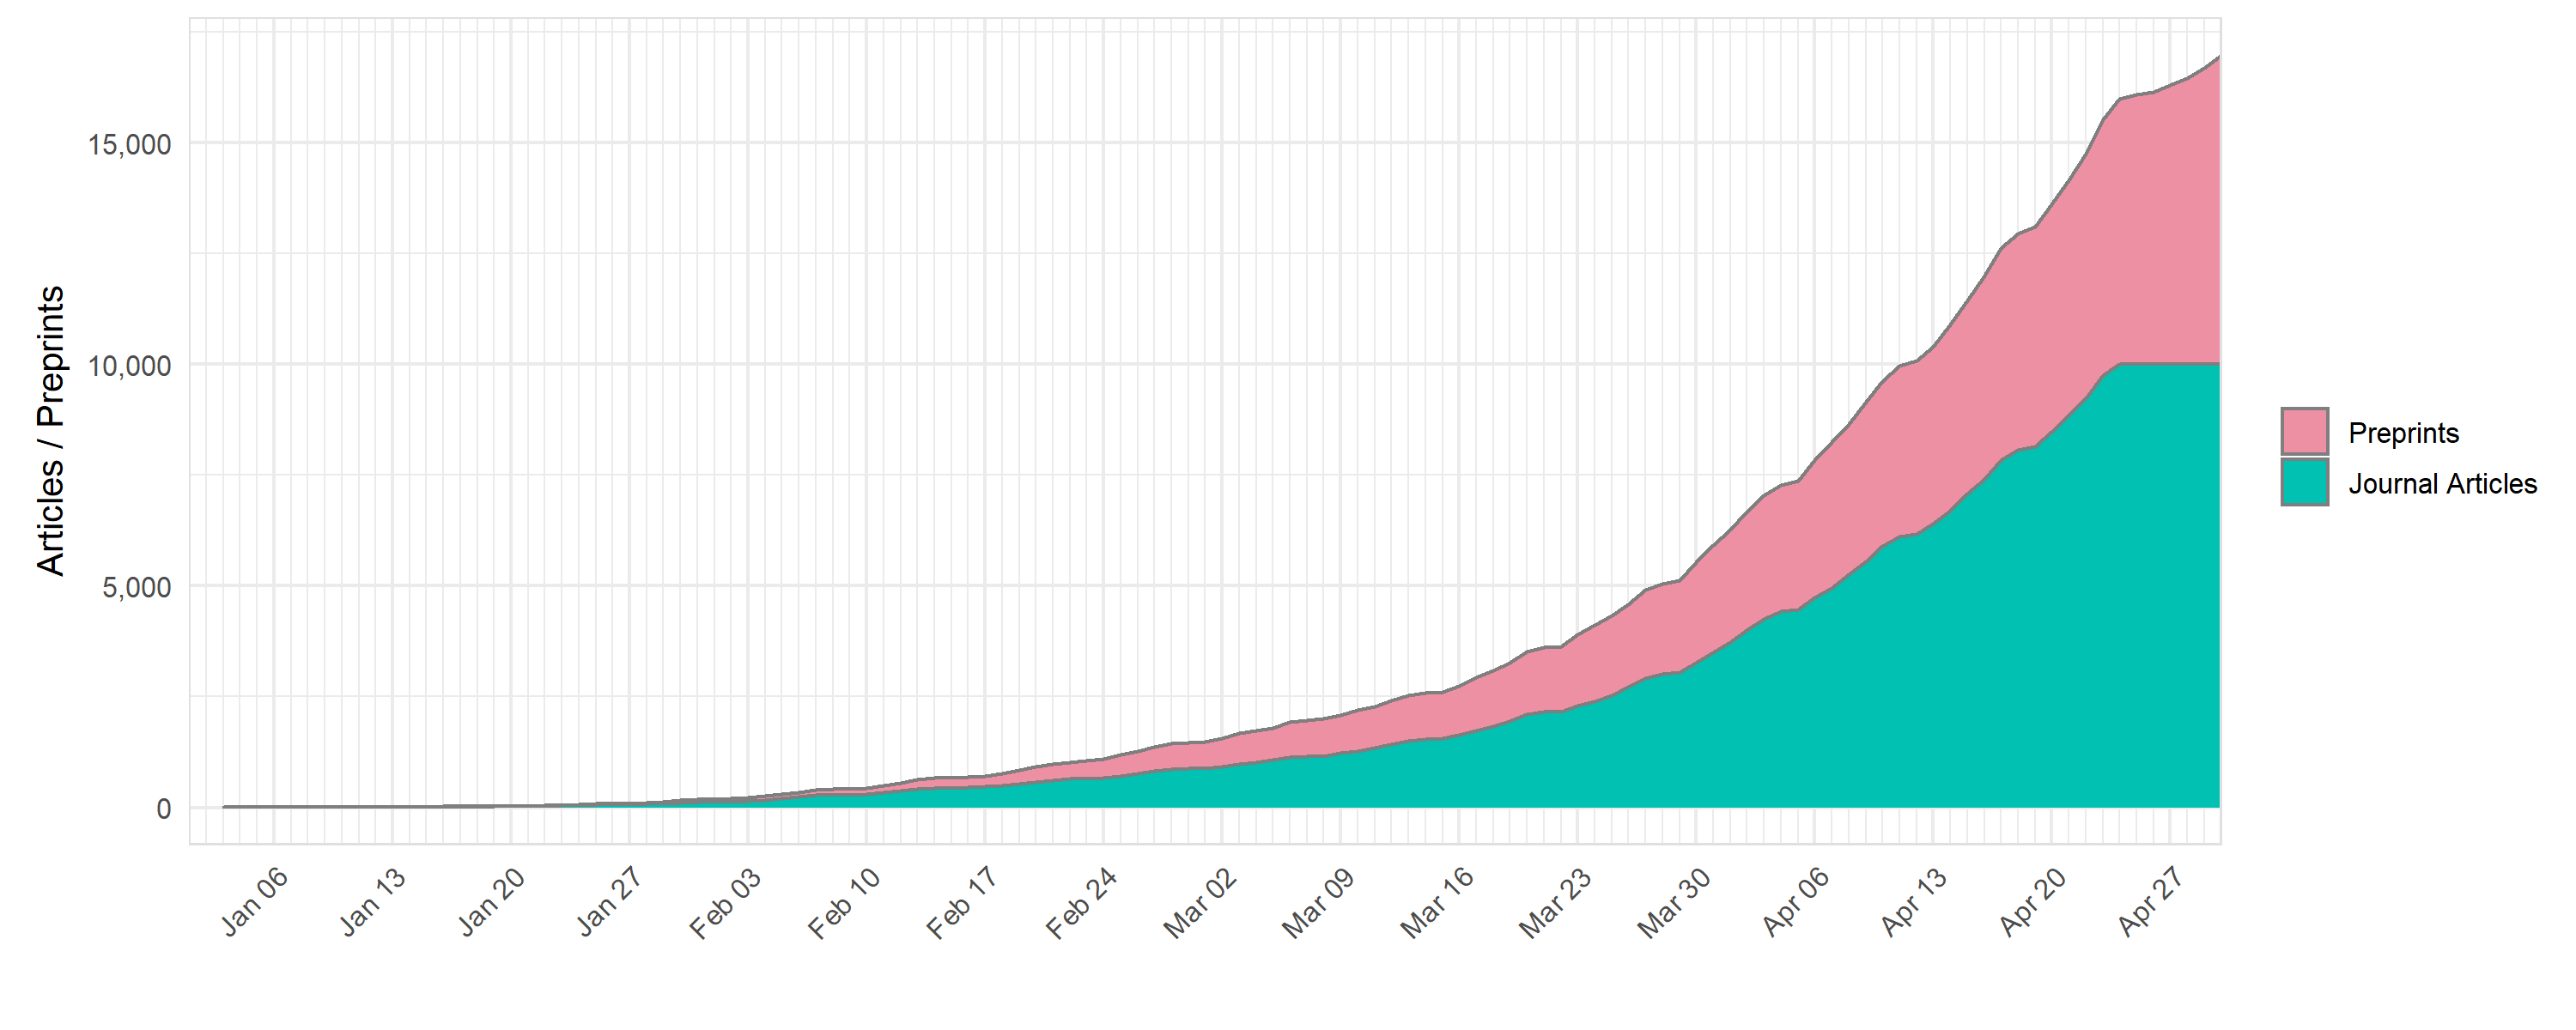 Articles / Preprints
15,000
10,000
5,000
0
Jan 06
Jan 13
Jan 20
Jan 27
Feb 03
Feb 10
Feb 17
Feb 24
Mar 02
Mar 09
Mar 16
Mar 23
Mar 30
Apr 06
Apr 13
Apr 20
Apr 27
Preprints
Journal Articles